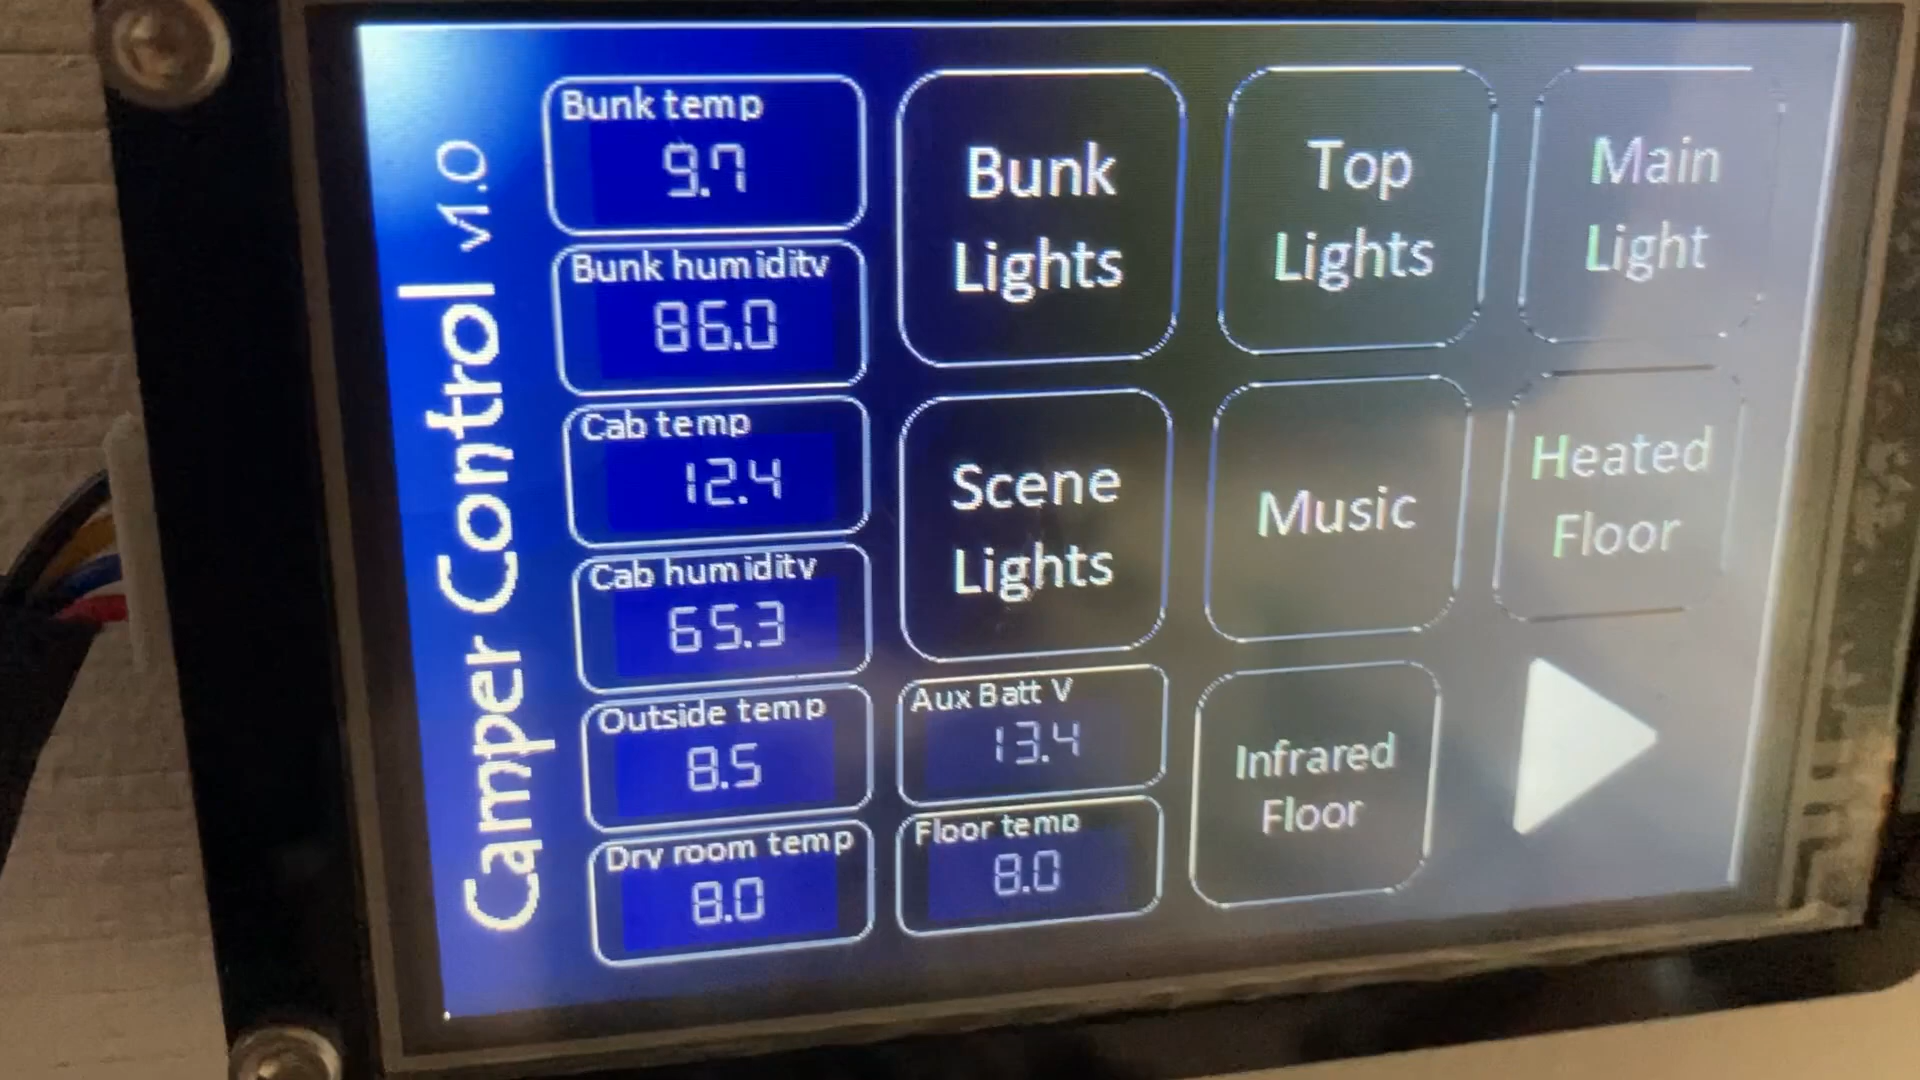 Camper Control v1.0
Bunk temp
9.7
Bunk humidity
86.0
Cab temp
12.4
Cab humidity
65.3
Outside temp
8.5
Dry room temp
8.0
Bunk
Lights
Top
Lights
Main
Light
Scene
Lights
Music
Heated
Floor
Aux Batt V
13.4
Floor temp
8.0
Infrared
Floor